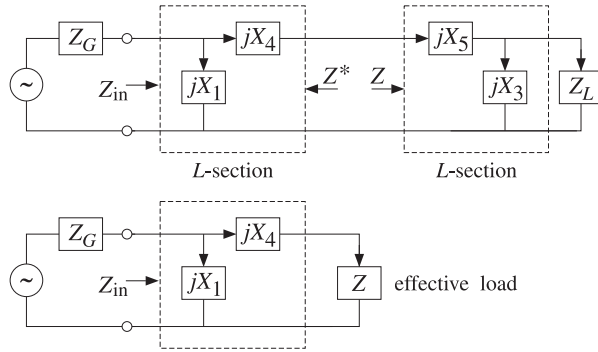 Z_G
jX_4
jX_5
~
Z_in
jX_1
Z*
Z
jX_3
Z_L
L-section
L-section
Z_G
jX_4
~
Z_in
jX_1
Z
effective load